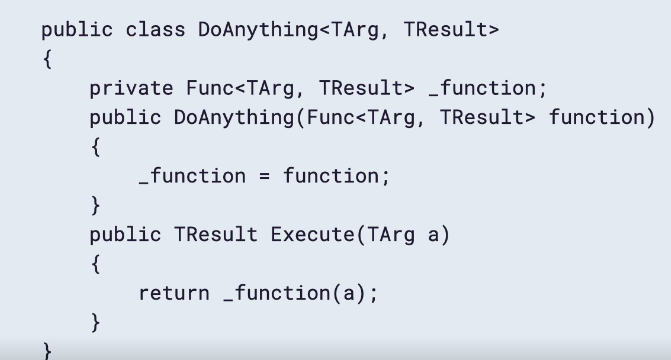 public class DoAnything<TArg, TResult>
{
    private Func<TArg, TResult> _function;
    public DoAnything(Func<TArg, TResult> function)
    {
        _function = function;
    }
    public TResult Execute(TArg a)
    {
        return _function(a);
    }
}